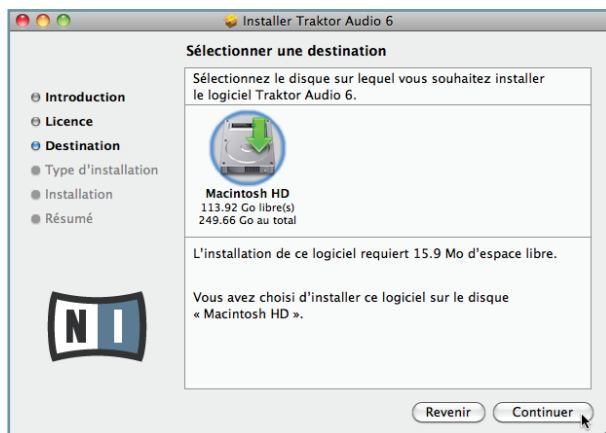 Installer Traktor Audio 6
Sélectionner une destination
Introduction
Licence
Destination
Type d'installation
Installation
Résumé
Sélectionnez le disque sur lequel vous souhaitez installer
le logiciel Traktor Audio 6.
Macintosh HD
113.92 Go libre(s)
249.66 Go au total
L'installation de ce logiciel requiert 15.9 Mo d'espace libre.
Vous avez choisi d'installer ce logiciel sur le disque
« Macintosh HD ».
NI
Revenir
Continuer